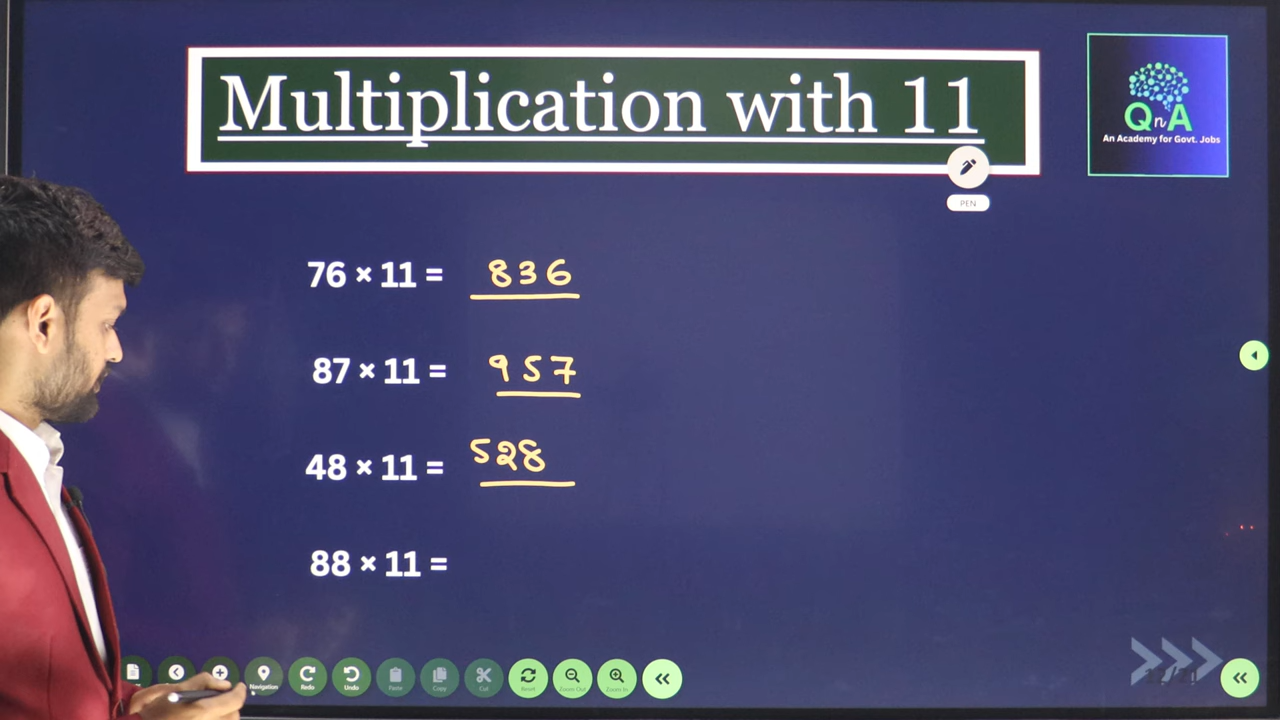 Multiplication with 11
QnA
An Academy for Govt. Jobs
PEN
76 × 11 = 836
87 × 11 = 957
48 × 11 = 528
88 × 11 =
Navigation
Redo
Undo
Paste
Copy
Cut
Reset
Zoom Out
Zoom In